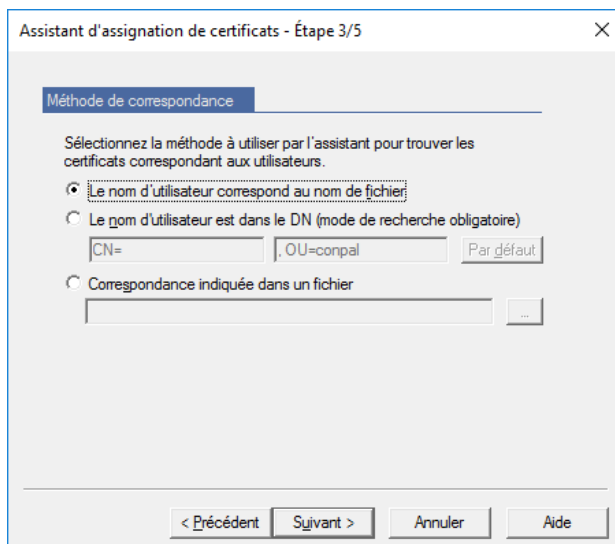 Assistant d'assignation de certificats - Étape 3/5
Méthode de correspondance
Sélectionnez la méthode à utiliser par l'assistant pour trouver les
certificats correspondant aux utilisateurs.
Le nom d'utilisateur correspond au nom de fichier
Le nom d'utilisateur est dans le DN (mode de recherche obligatoire)
CN= , OU=conpal Par défaut
Correspondance indiquée dans un fichier
...
< Précédent Suivant > Annuler Aide